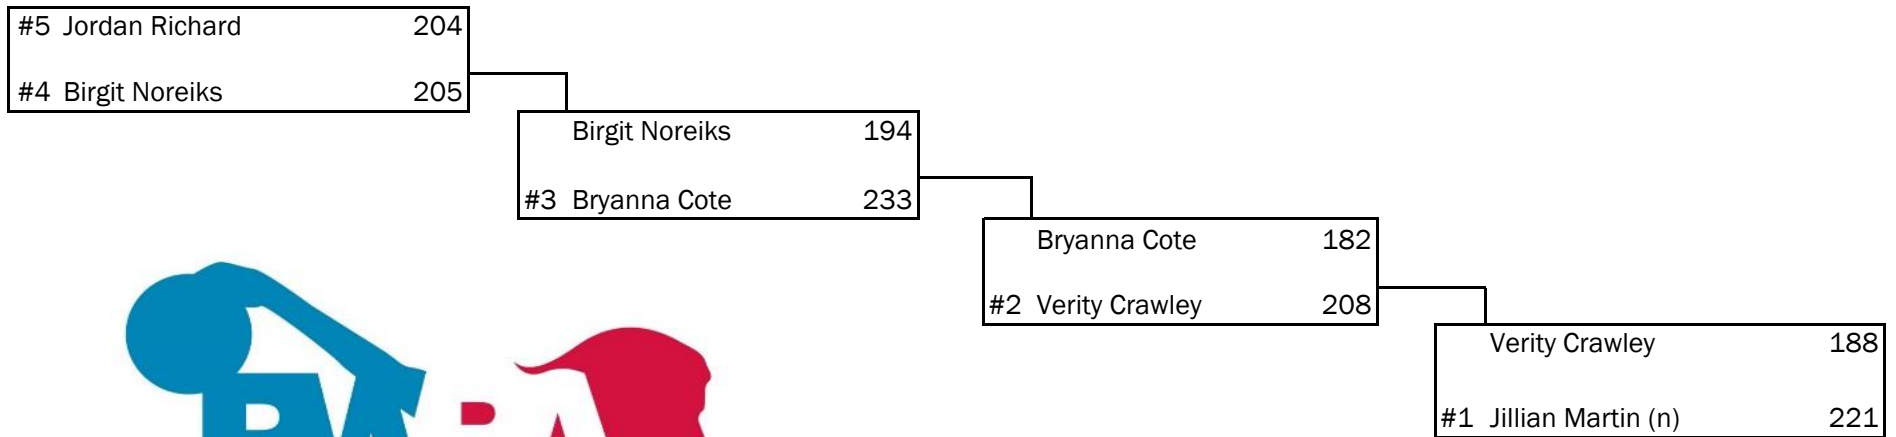 #5 Jordan Richard 204
#4 Birgit Noreiks 205
Birgit Noreiks 194
#3 Bryanna Cote 233
Bryanna Cote 182
#2 Verity Crawley 208
Verity Crawley 188
#1 Jillian Martin (n) 221